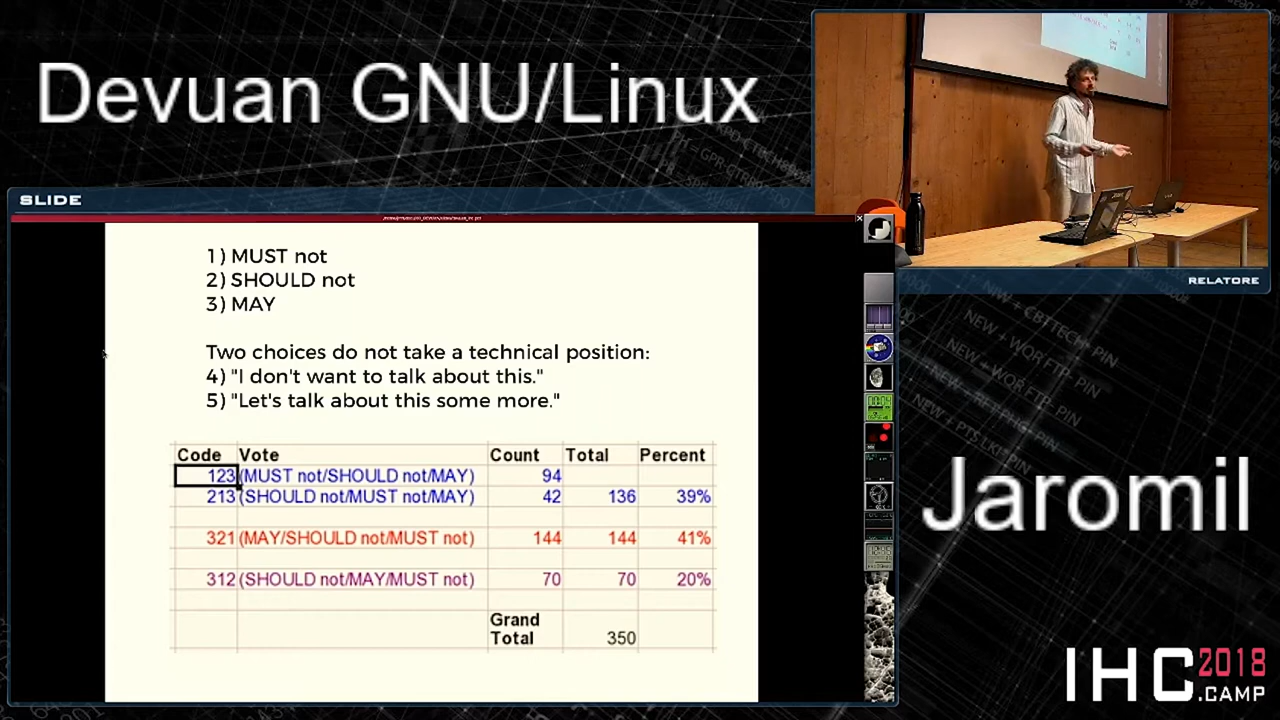 Devuan GNU/Linux
SLIDE
1) MUST not
2) SHOULD not
3) MAY
Two choices do not take a technical position:
4) "I don't want to talk about this."
5) "Let's talk about this some more."
Code Vote Count Total Percent
123 (MUST not/SHOULD not/MAY) 94
213 (SHOULD not/MUST not/MAY) 42 136 39%
321 (MAY/SHOULD not/MUST not) 144 144 41%
312 (SHOULD not/MAY/MUST not) 70 70 20%
Grand
Total 350
RELATORE
Jaromil
IHC 2018
.CAMP